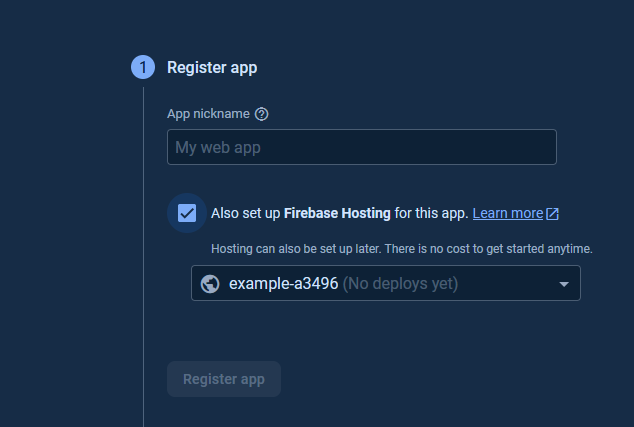 1 Register app
App nickname
My web app
Also set up Firebase Hosting for this app. Learn more
Hosting can also be set up later. There is no cost to get started anytime.
example-a3496 (No deploys yet)
Register app